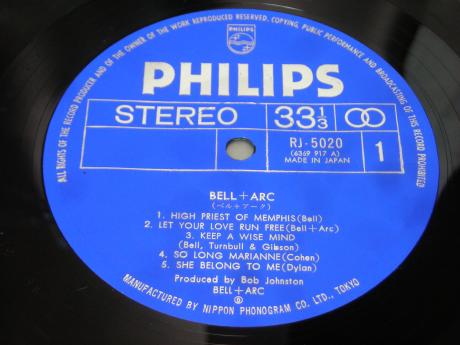 ALL RIGHTS OF THE RECORD PRODUCER AND OF THE OWNER OF THE WORK REPRODUCED RESERVED. COPYING, PUBLIC PERFORMANCE AND BROADCASTING OF THIS RECORD PROHIBITED
PHILIPS
PHILIPS
STEREO 33 1/3
RJ-5020
(6369 917 A)
MADE IN JAPAN
1
BELL+ARC
(ベル+アーク)
1. HIGH PRIEST OF MEMPHIS(Bell)
2. LET YOUR LOVE RUN FREE(Bell+Arc)
3. KEEP A WISE MIND
(Bell, Turnbull & Gibson)
4. SO LONG MARIANNE(Cohen)
5. SHE BELONG TO ME(Dylan)
Produced by Bob Johnston
BELL+ARC
Ⓟ
MANUFACTURED BY NIPPON PHONOGRAM CO. LTD., TOKYO